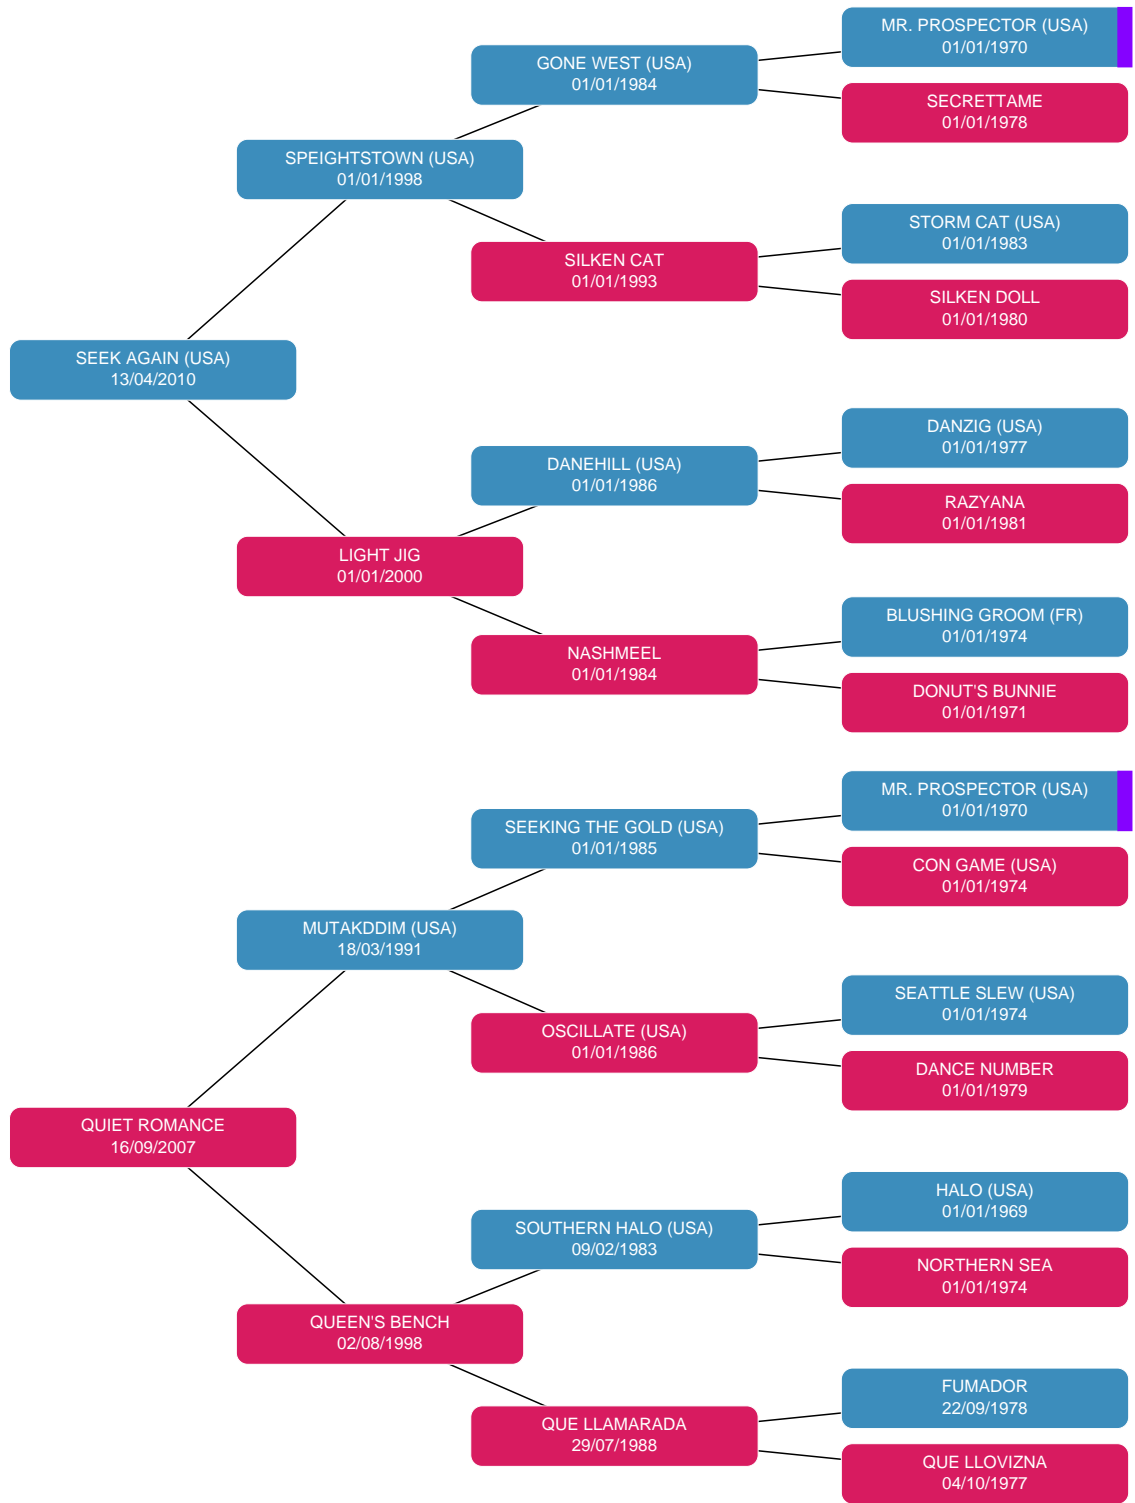 MR. PROSPECTOR (USA)
01/01/1970
GONE WEST (USA)
01/01/1984
SECRETTAME
01/01/1978
SPEIGHTSTOWN (USA)
01/01/1998
STORM CAT (USA)
01/01/1983
SILKEN CAT
01/01/1993
SILKEN DOLL
01/01/1980
SEEK AGAIN (USA)
13/04/2010
DANZIG (USA)
01/01/1977
DANEHILL (USA)
01/01/1986
RAZYANA
01/01/1981
LIGHT JIG
01/01/2000
BLUSHING GROOM (FR)
01/01/1974
NASHMEEL
01/01/1984
DONUT'S BUNNIE
01/01/1971
MR. PROSPECTOR (USA)
01/01/1970
SEEKING THE GOLD (USA)
01/01/1985
CON GAME (USA)
01/01/1974
MUTAKDDIM (USA)
18/03/1991
SEATTLE SLEW (USA)
01/01/1974
OSCILLATE (USA)
01/01/1986
DANCE NUMBER
01/01/1979
QUIET ROMANCE
16/09/2007
HALO (USA)
01/01/1969
SOUTHERN HALO (USA)
09/02/1983
NORTHERN SEA
01/01/1974
QUEEN'S BENCH
02/08/1998
FUMADOR
22/09/1978
QUE LLAMARADA
29/07/1988
QUE LLOVIZNA
04/10/1977